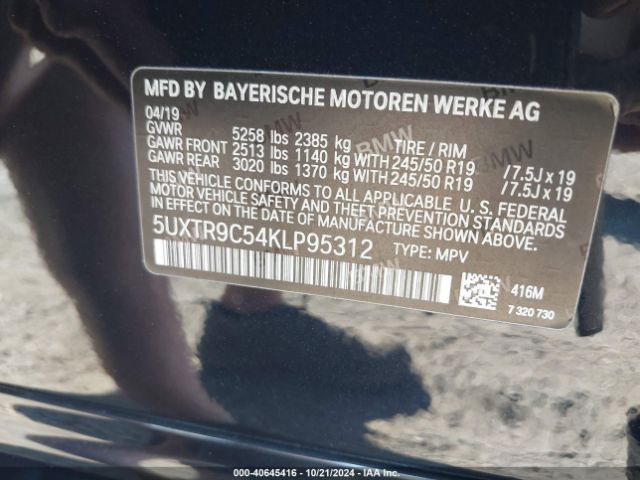 MFD BY BAYERISCHE MOTOREN WERKE AG
04/19
GVWR 5258 lbs 2385 kg TIRE / RIM
GAWR FRONT 2513 lbs 1140 kg WITH 245/50 R19 /7.5J x 19
GAWR REAR 3020 lbs 1370 kg WITH 245/50 R19 /7.5J x 19
THIS VEHICLE CONFORMS TO ALL APPLICABLE U. S. FEDERAL
MOTOR VEHICLE SAFETY, BUMPER, AND THEFT PREVENTION
STANDARDS IN EFFECT ON THE DATE OF MANUFACTURE SHOWN ABOVE.
5UXTR9C54KLP95312 TYPE: MPV
416M
7 320 730
000-40645416 - 10/21/2024 - IAA Inc.